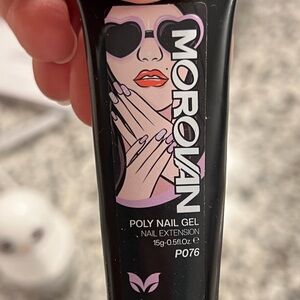 MOROVAN
POLY NAIL GEL
NAIL EXTENSION
15g-0.5fl.Oz. ℮
P076